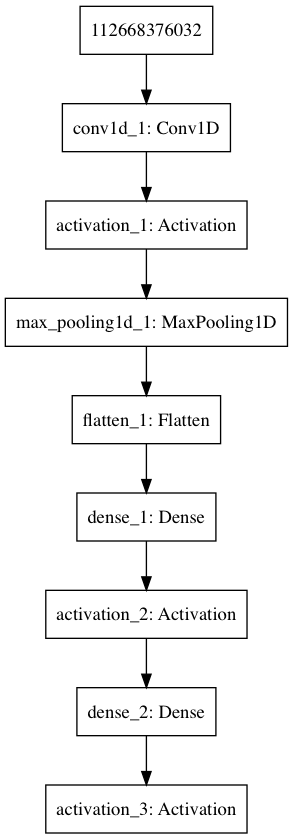 112668376032
conv1d_1: Conv1D
activation_1: Activation
max_pooling1d_1: MaxPooling1D
flatten_1: Flatten
dense_1: Dense
activation_2: Activation
dense_2: Dense
activation_3: Activation